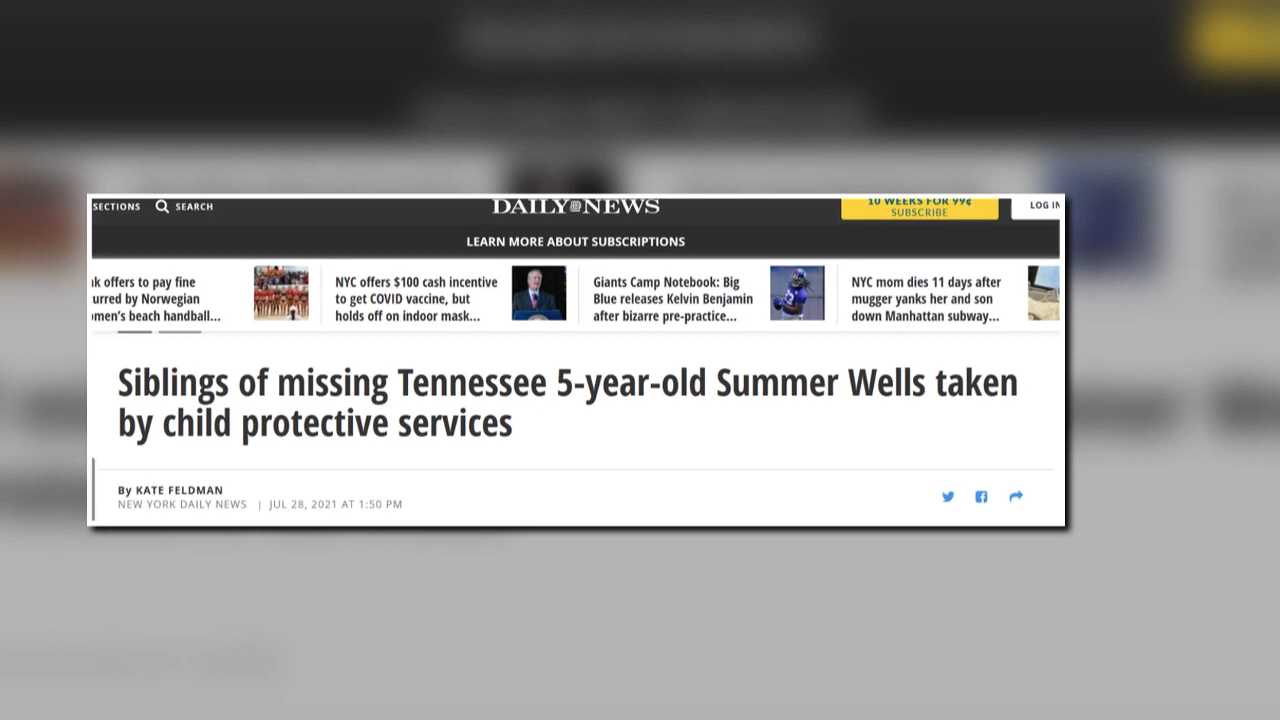 SECTIONS
SEARCH
DAILY NEWS
10 WEEKS FOR 99¢
SUBSCRIBE
LOG IN
LEARN MORE ABOUT SUBSCRIPTIONS
offers to pay fine
by Norwegian
beach handball...
NYC offers $100 cash incentive
to get COVID vaccine, but
holds off on indoor mask...
Giants Camp Notebook: Big
Blue releases Kelvin Benjamin
after bizarre pre-practice...
NYC mom dies 11 days after
mugger yanks her and son
down Manhattan subway...
Siblings of missing Tennessee 5-year-old Summer Wells taken
by child protective services
By KATE FELDMAN
NEW YORK DAILY NEWS | JUL 28, 2021 AT 1:50 PM